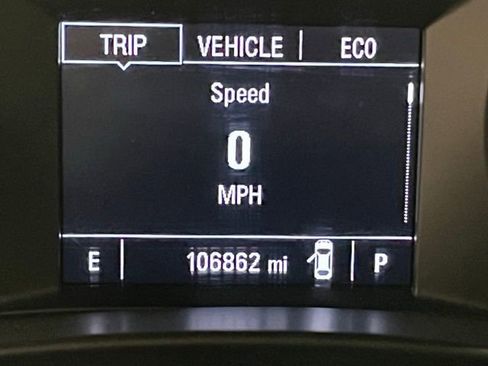 TRIP VEHICLE ECO
Speed
0
MPH
E 106862 mi P